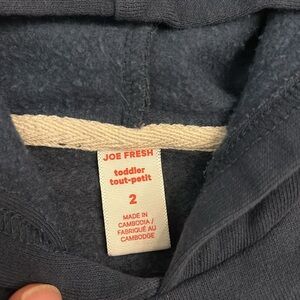 JOE FRESH
toddler
tout-petit
2
MADE IN
CAMBODIA /
FABRIQUÉ AU
CAMBODGE